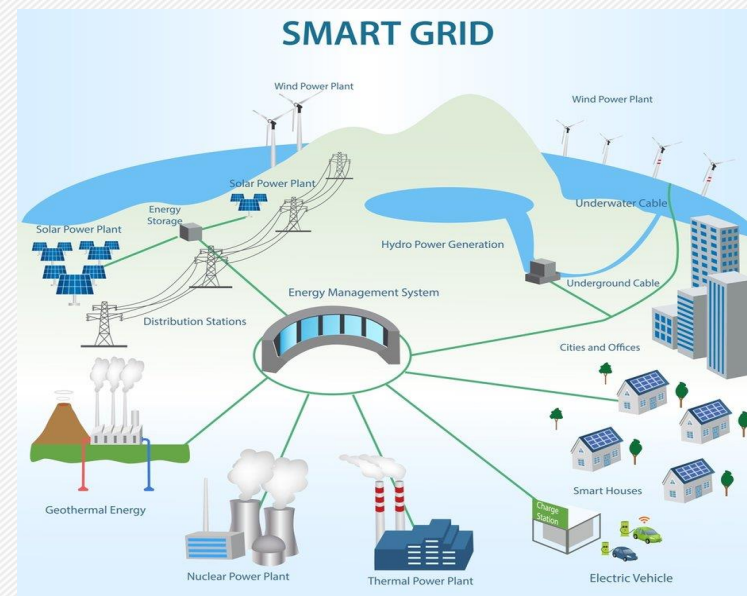 SMART GRID
Wind Power Plant
Wind Power Plant
Solar Power Plant
Energy
Storage
Underwater Cable
Solar Power Plant
Hydro Power Generation
Underground Cable
Energy Management System
Distribution Stations
Cities and Offices
Smart Houses
Geothermal Energy
Charge
Station
Nuclear Power Plant
Thermal Power Plant
Electric Vehicle